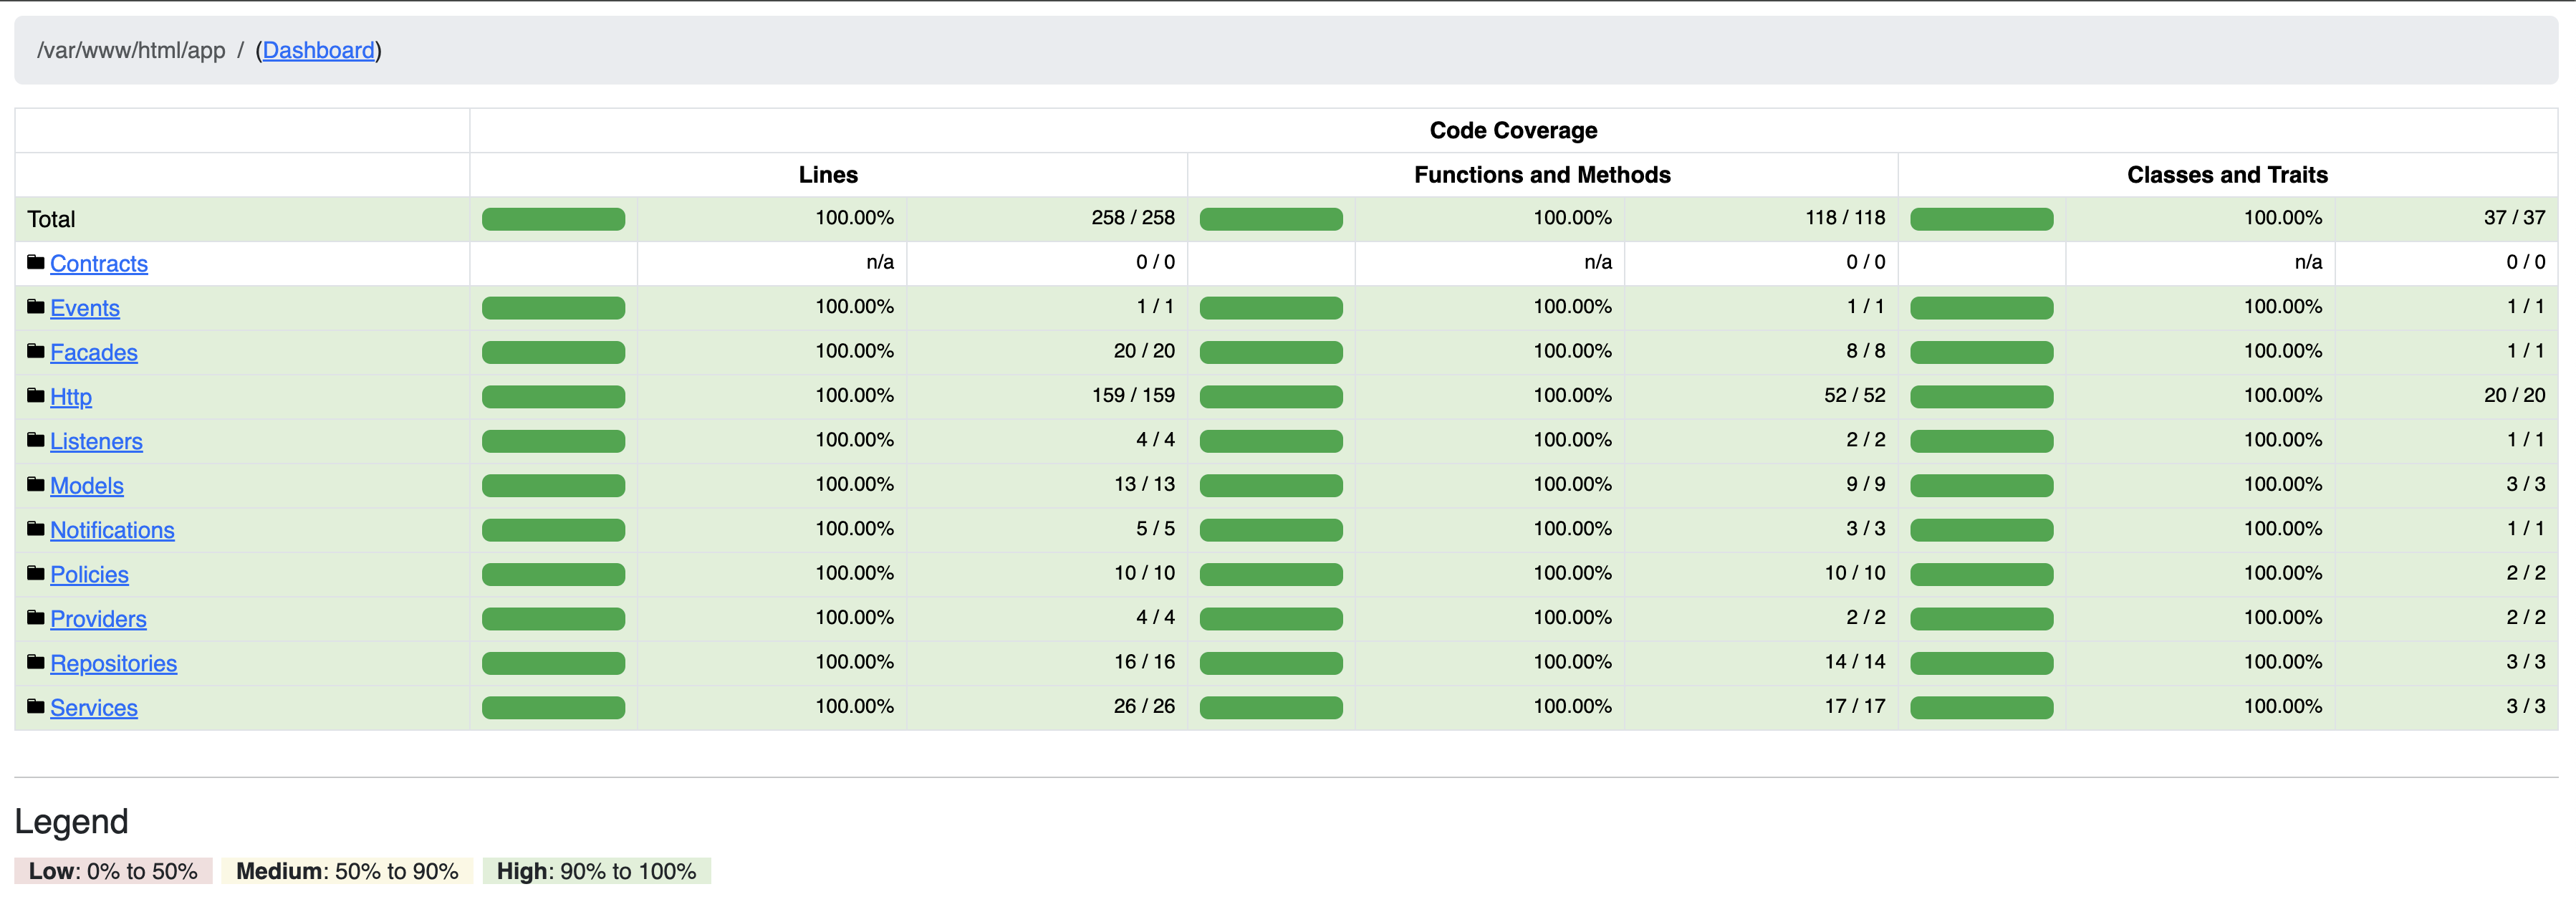 /var/www/html/app / (Dashboard)
Code Coverage
Lines Functions and Methods Classes and Traits
Total 100.00% 258 / 258 100.00% 118 / 118 100.00% 37 / 37
Contracts n/a 0 / 0 n/a 0 / 0 n/a 0 / 0
Events 100.00% 1 / 1 100.00% 1 / 1 100.00% 1 / 1
Facades 100.00% 20 / 20 100.00% 8 / 8 100.00% 1 / 1
Http 100.00% 159 / 159 100.00% 52 / 52 100.00% 20 / 20
Listeners 100.00% 4 / 4 100.00% 2 / 2 100.00% 1 / 1
Models 100.00% 13 / 13 100.00% 9 / 9 100.00% 3 / 3
Notifications 100.00% 5 / 5 100.00% 3 / 3 100.00% 1 / 1
Policies 100.00% 10 / 10 100.00% 10 / 10 100.00% 2 / 2
Providers 100.00% 4 / 4 100.00% 2 / 2 100.00% 2 / 2
Repositories 100.00% 16 / 16 100.00% 14 / 14 100.00% 3 / 3
Services 100.00% 26 / 26 100.00% 17 / 17 100.00% 3 / 3
Legend
Low: 0% to 50% Medium: 50% to 90% High: 90% to 100%